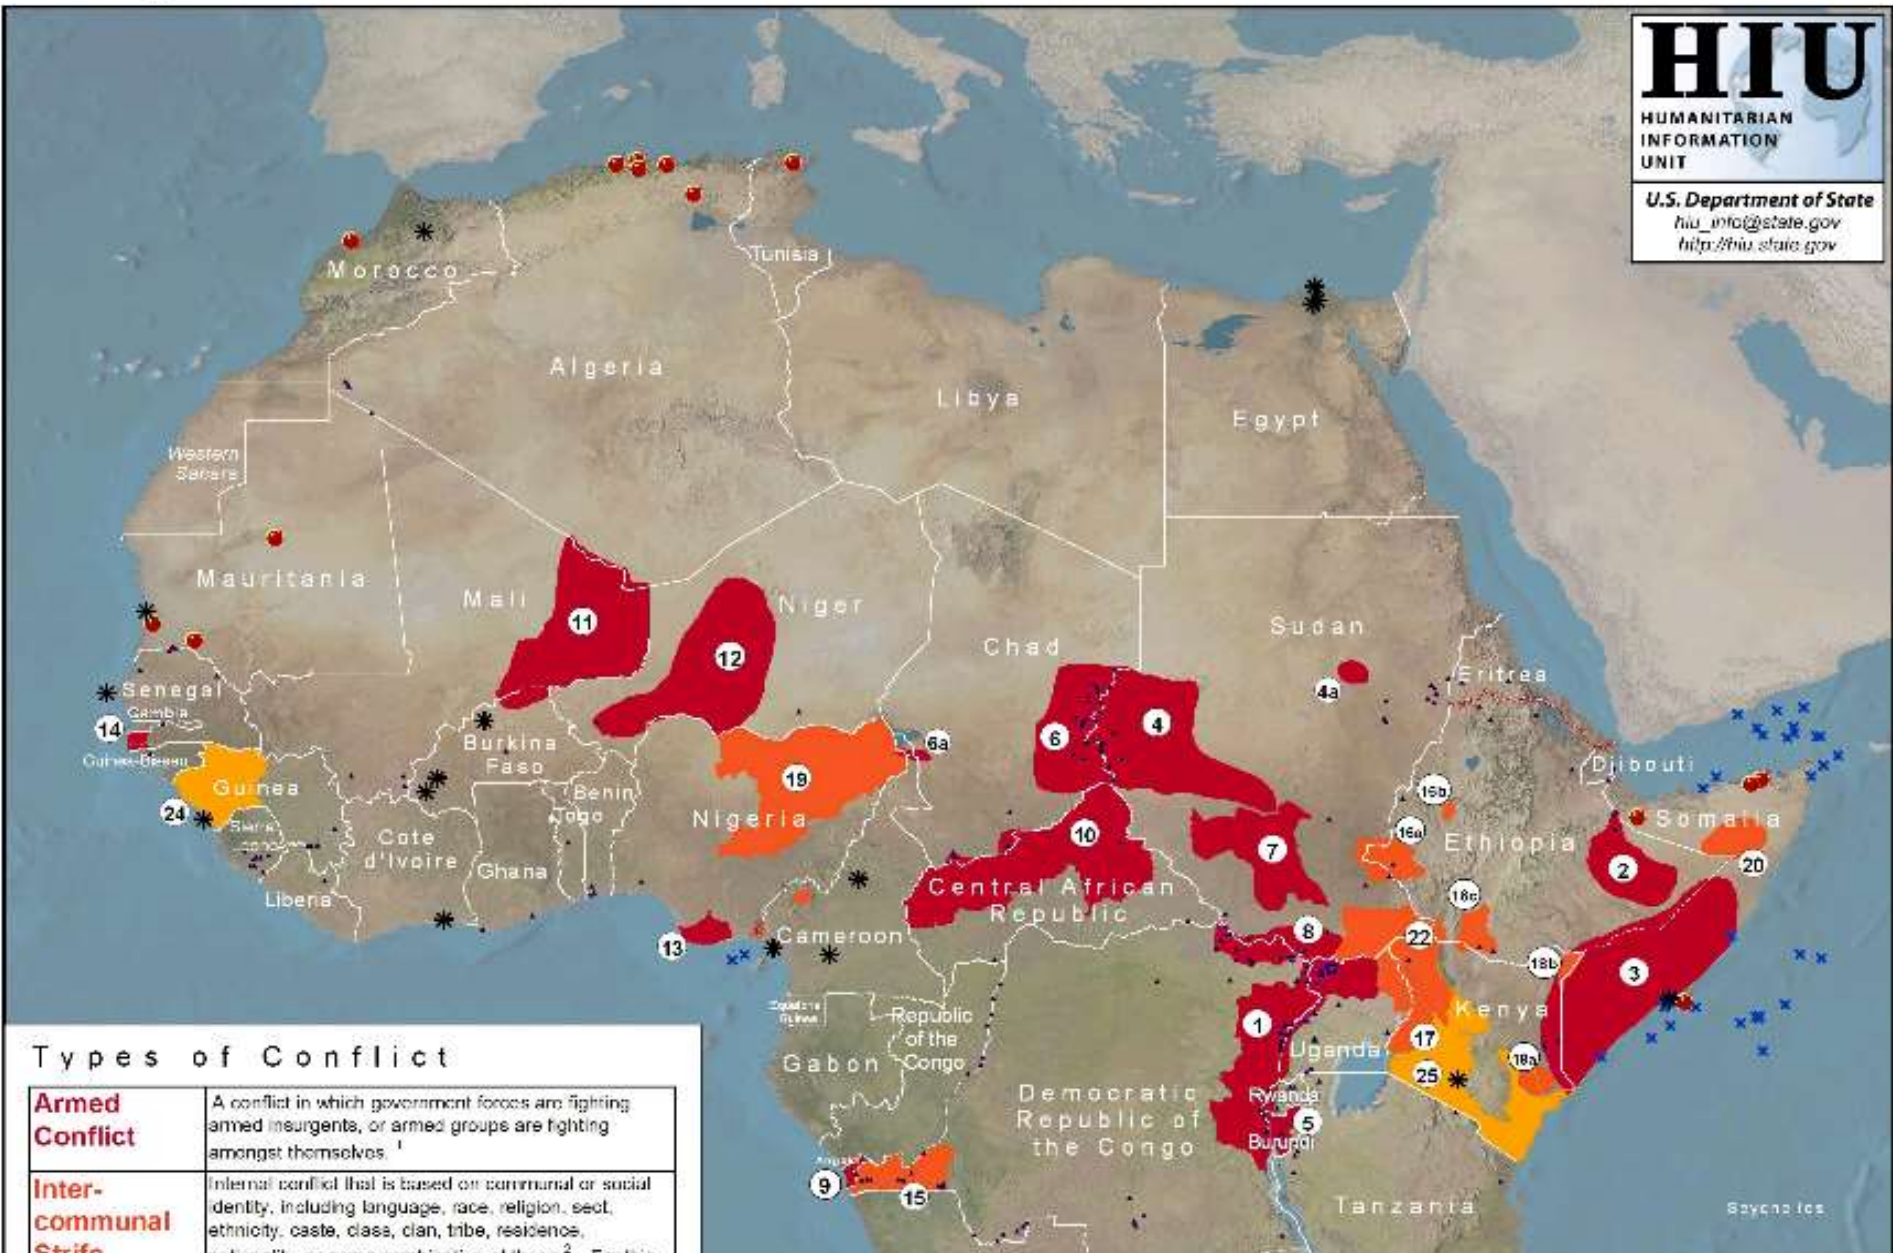 HIU
HUMANITARIAN
INFORMATION
UNIT
U.S. Department of State
hiu_info@state.gov
http://hiu.state.gov
Tunisia
Morocco
Algeria
Libya
Egypt
Western
Sahara
Mauritania
Mali
11
Niger
12
Chad
Sudan
4a
Eritrea
Senegal
Gambia
14
Guinea-Bissau
Guinea
24
Sierra
Burkina
Faso
Benin
Togo
Cote
d'Ivoire
Ghana
Liberia
Nigeria
19
6a
6
4
10
7
Central African
Republic
Djibouti
16b
16a
Ethiopia
Somalia
2
20
18c
13
Cameroon
8
22
18b
3
Equatorial
Guinea
Republic
of the
Congo
Gabon
1
Kenya
Uganda
17
18a
25
Democratic
Republic of
the Congo
Rwanda
5
Burundi
Angola
9
15
Tanzania
Seychelles
Types of Conflict
Armed
Conflict
A conflict in which government forces are fighting
armed insurgents, or armed groups are fighting
amongst themselves. 1
Inter-
communal
Strife
Internal conflict that is based on communal or social
identity, including language, race, religion, sect,
ethnicity, caste, class, clan, tribe, residence,